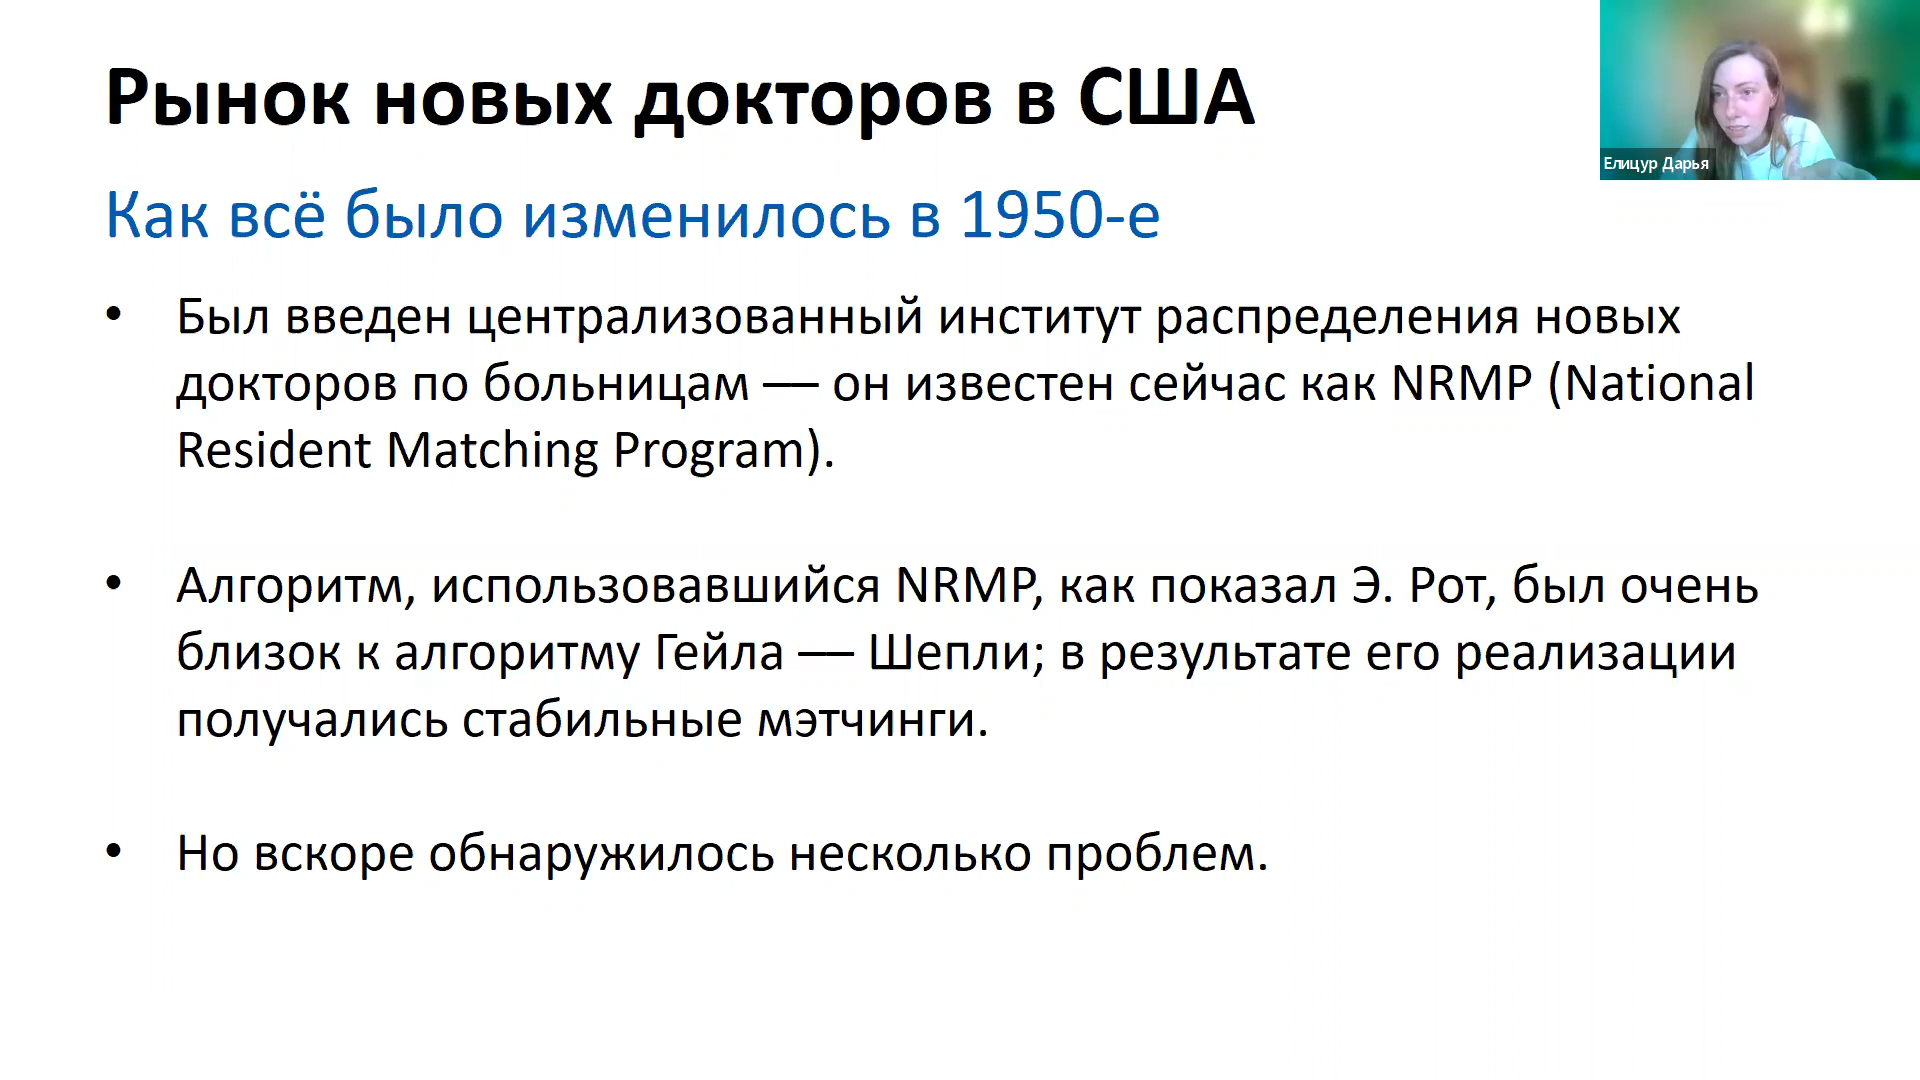 Рынок новых докторов в США
Елицур Дарья
Как всё было изменилось в 1950-е
• Был введен централизованный институт распределения новых
докторов по больницам — он известен сейчас как NRMP (National
Resident Matching Program).
• Алгоритм, использовавшийся NRMP, как показал Э. Рот, был очень
близок к алгоритму Гейла — Шепли; в результате его реализации
получались стабильные мэтчинги.
• Но вскоре обнаружилось несколько проблем.